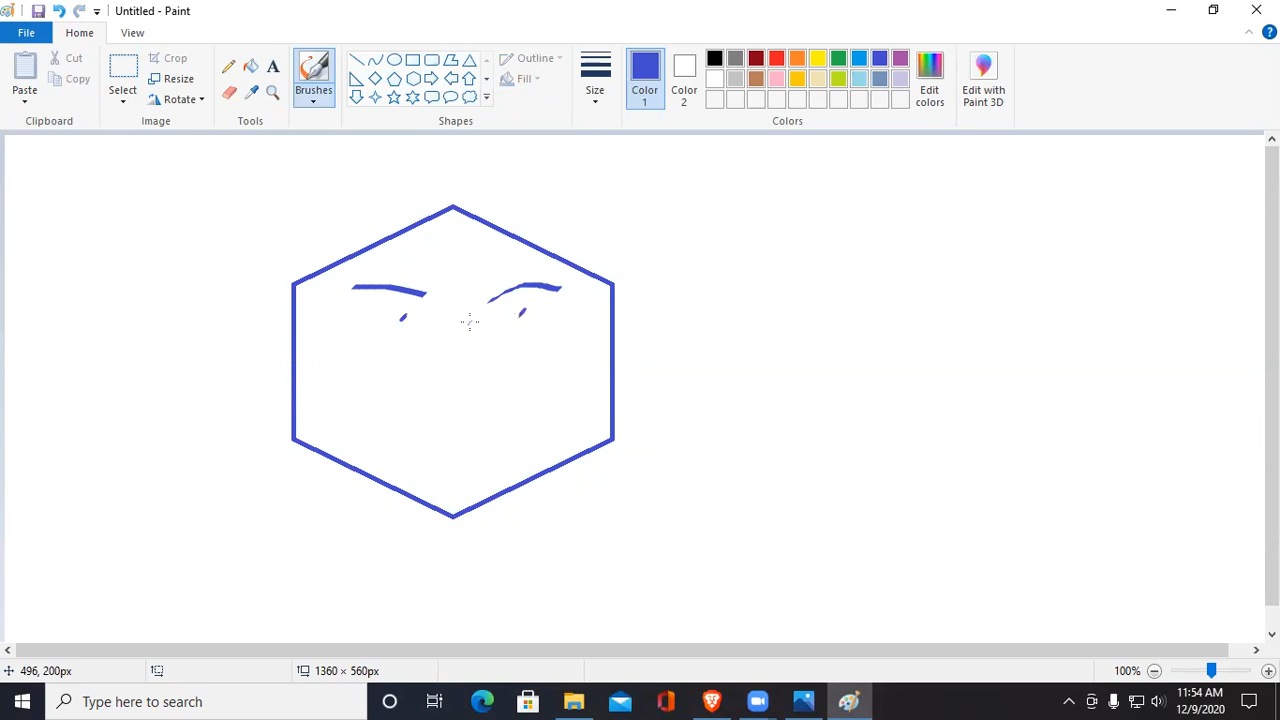 Untitled - Paint
File Home View
Paste
Cut
Copy
Clipboard
Select
Crop
Resize
Rotate
Image
A
Tools
Brushes
Outline
Fill
Shapes
Size
Color 1
Color 2
Edit colors
Colors
Edit with Paint 3D
496, 200px
1360 × 560px
100%
Type here to search
11:54 AM
12/9/2020